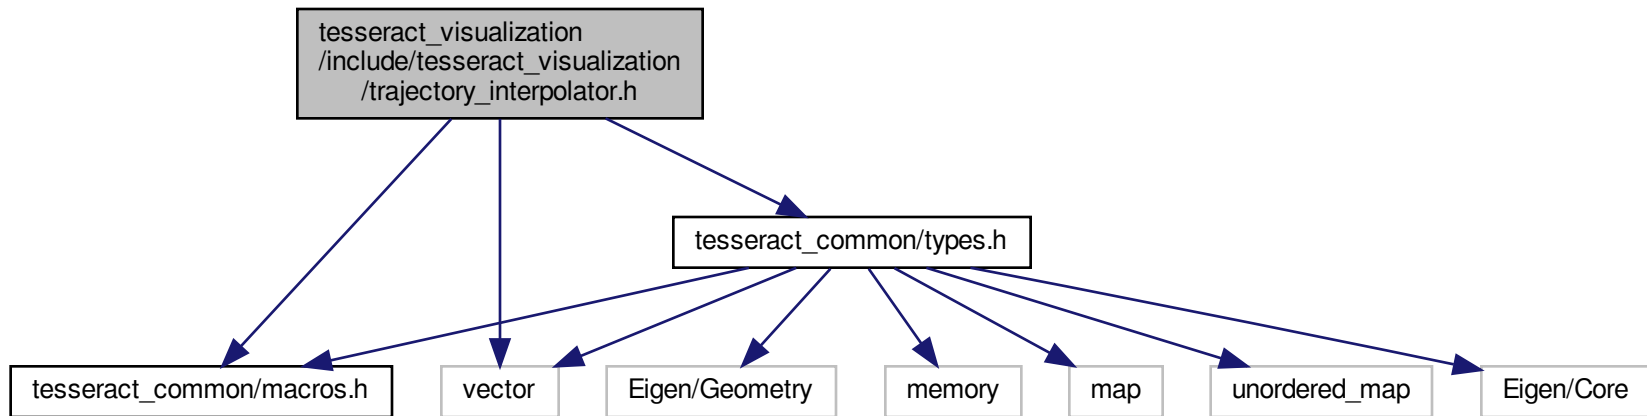 tesseract_visualization
/include/tesseract_visualization
/trajectory_interpolator.h
tesseract_common/types.h
tesseract_common/macros.h
vector
Eigen/Geometry
memory
map
unordered_map
Eigen/Core